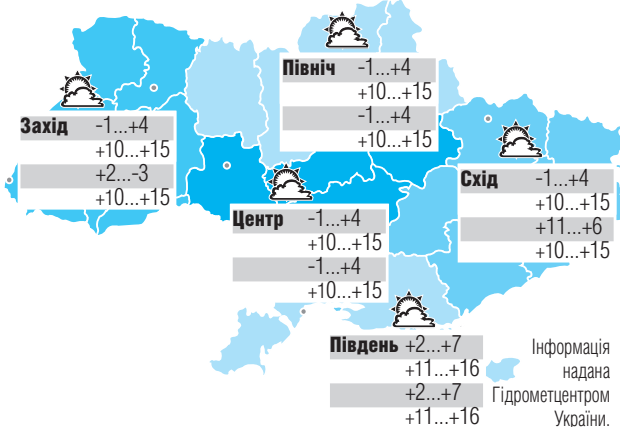 Північ -1...+4
+10...+15
-1...+4
+10...+15
Захід -1...+4
+10...+15
+2...-3
+10...+15
Схід -1...+4
+10...+15
+11...+6
+10...+15
Центр -1...+4
+10...+15
-1...+4
+10...+15
Південь +2...+7
+11...+16
+2...+7
+11...+16
Інформація
надана
Гідрометцентром
України.